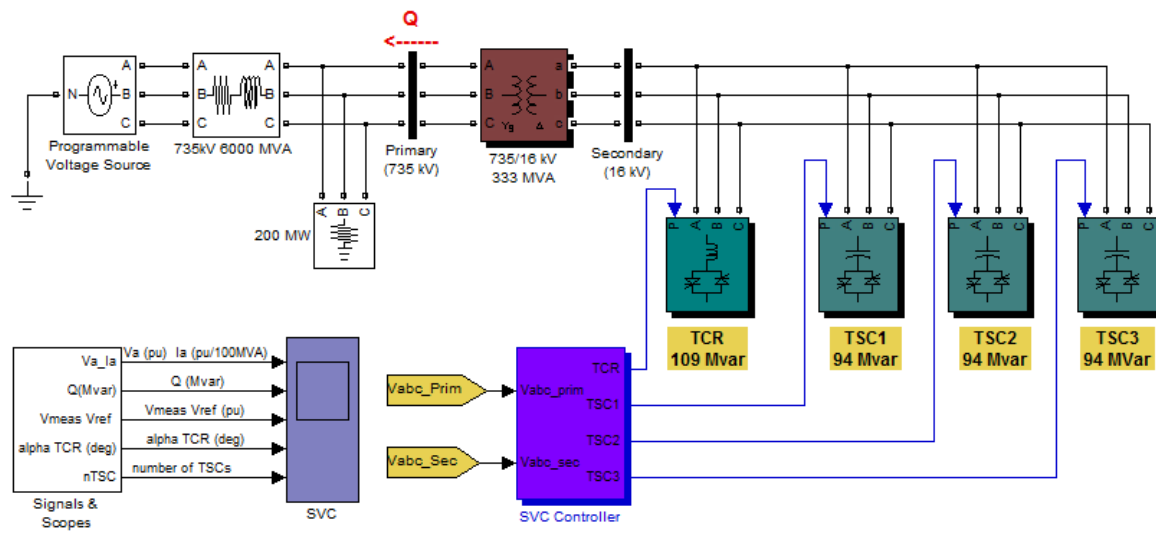 Q
<------
N
A
B
C
Programmable
Voltage Source
A
B
C
A
B
C
735kV 6000 MVA
A B C
200 MW
Primary
(735 kV)
A
B
C
Yg Δ
a
b
c
735/16 kV
333 MVA
Secondary
(16 kV)
P A B C
TCR
109 Mvar
P A B C
TSC1
94 Mvar
P A B C
TSC2
94 Mvar
P A B C
TSC3
94 MVar
Va_Ia
Q(Mvar)
Vmeas Vref
alpha TCR (deg)
nTSC
Signals &
Scopes
Va (pu) Ia (pu/100MVA)
Q (Mvar)
Vmeas Vref (pu)
alpha TCR (deg)
number of TSCs
SVC
Vabc_Prim
Vabc_Sec
Vabc_prim
Vabc_sec
TCR
TSC1
TSC2
TSC3
SVC Controller